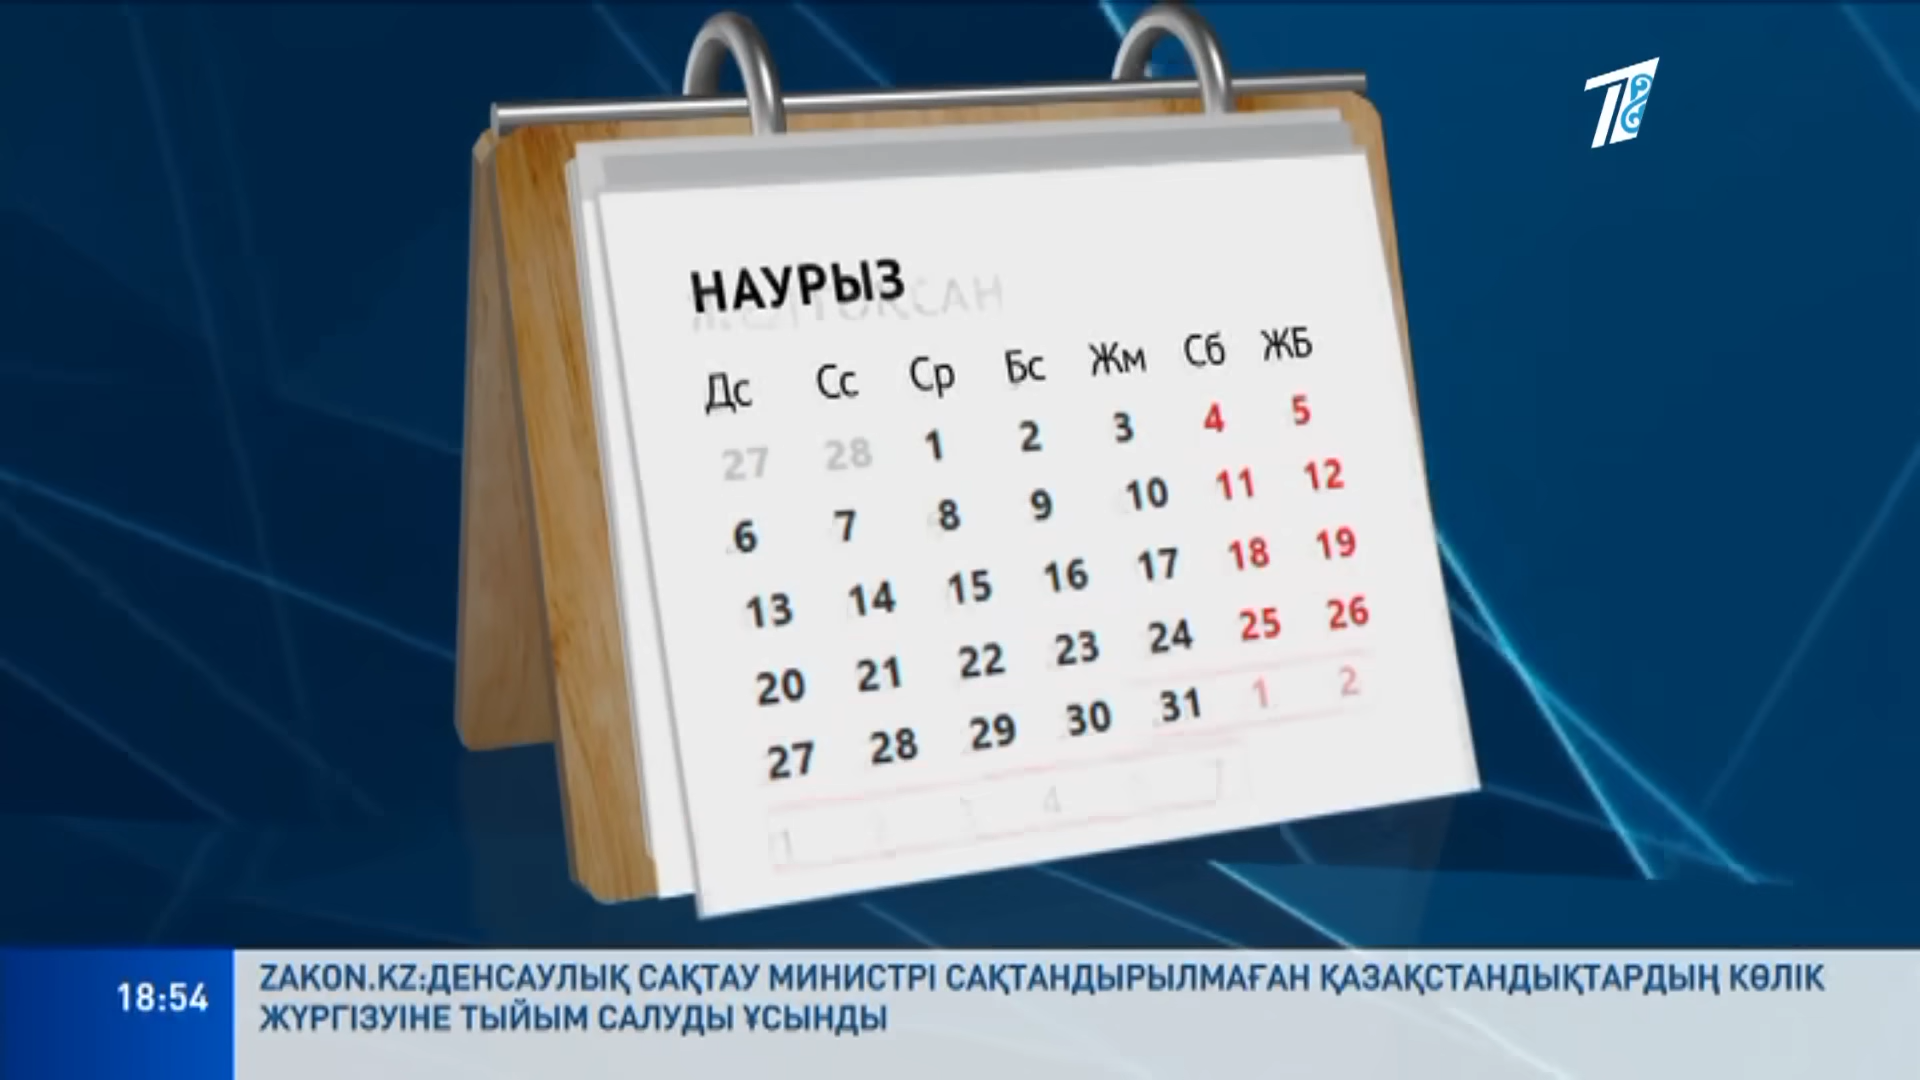 НАУРЫЗ
Дс Сс Ср Бс Жм Сб ЖБ
27 28 1 2 3 4 5
6 7 8 9 10 11 12
13 14 15 16 17 18 19
20 21 22 23 24 25 26
27 28 29 30 31 1 2
18:54
ZAKON.KZ:ДЕНСАУЛЫҚ САҚТАУ МИНИСТРІ САҚТАНДЫРЫЛМАҒАН ҚАЗАҚСТАНДЫҚТАРДЫҢ КӨЛІК
ЖҮРГІЗУІНЕ ТЫЙЫМ САЛУДЫ ҰСЫНДЫ